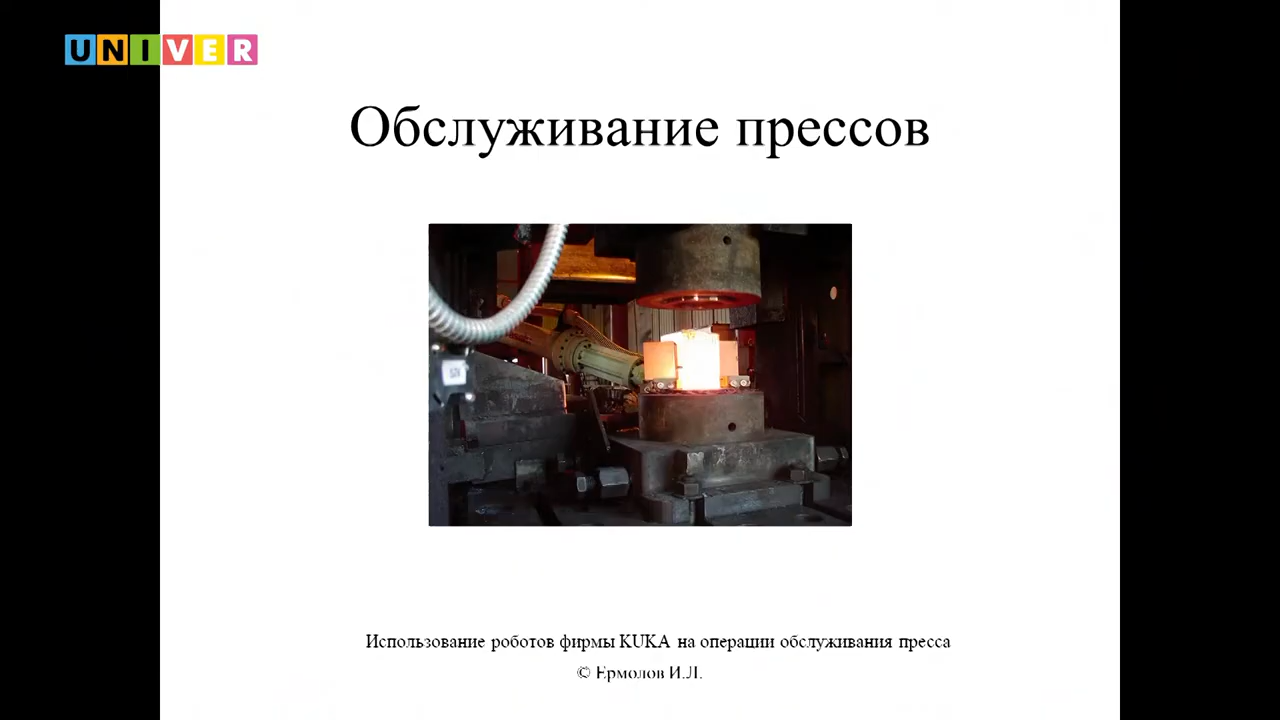 UNIVER
Обслуживание прессов
Использование роботов фирмы KUKA на операции обслуживания пресса
© Ермолов И.Л.